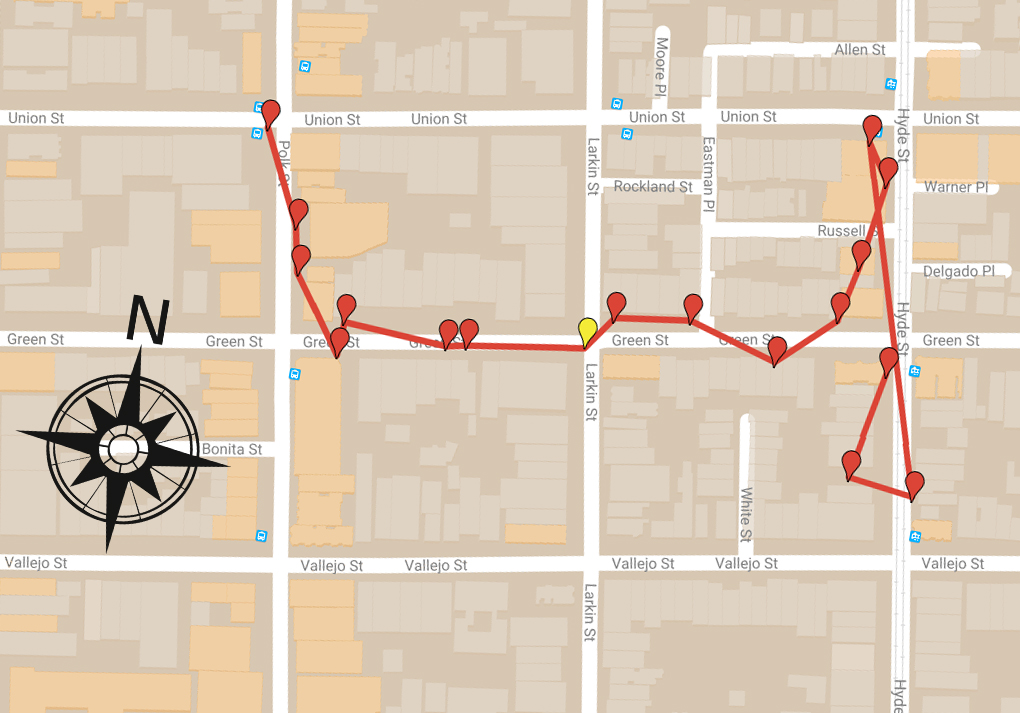 Allen St
Moore Pl
Union St
Union St
Union St
Union St
Union St
Union St
Hyde St
Polk St
Larkin St
Eastman Pl
Rockland St
Warner Pl
Russell S
Delgado Pl
N
Hyde St
Green St
Green St
Green St
Green St
Green St
Green St
Green St
Larkin St
Bonita St
White St
Vallejo St
Vallejo St
Vallejo St
Vallejo St
Vallejo St
Vallejo St
Larkin St
Hyde